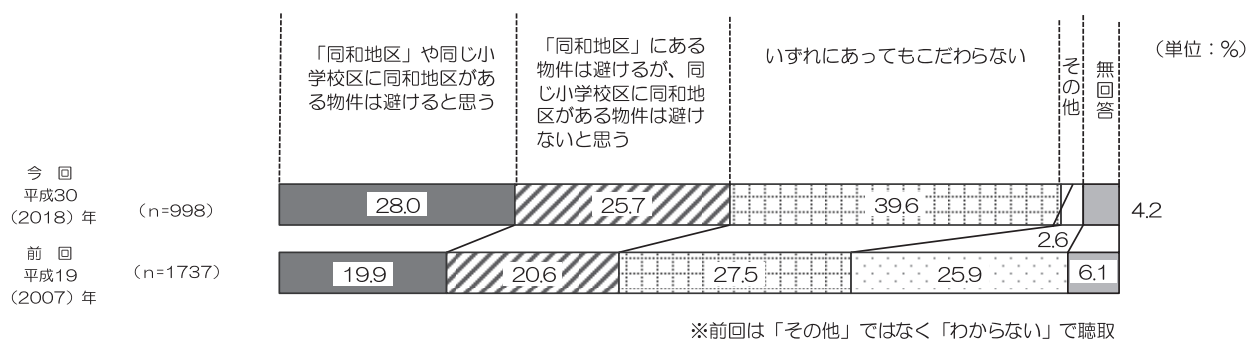 （単位：％）
「同和地区」や同じ小
学校区に同和地区があ
る物件は避けると思う
「同和地区」にある
物件は避けるが、同
じ小学校区に同和地
区がある物件は避け
ないと思う
いずれにあってもこだわらない
その他
無回答
今　回
平成30
（2018）年
（n=998）
28.0
25.7
39.6
2.6
4.2
前　回
平成19
（2007）年
（n=1737）
19.9
20.6
27.5
25.9
6.1
※前回は「その他」ではなく「わからない」で聴取